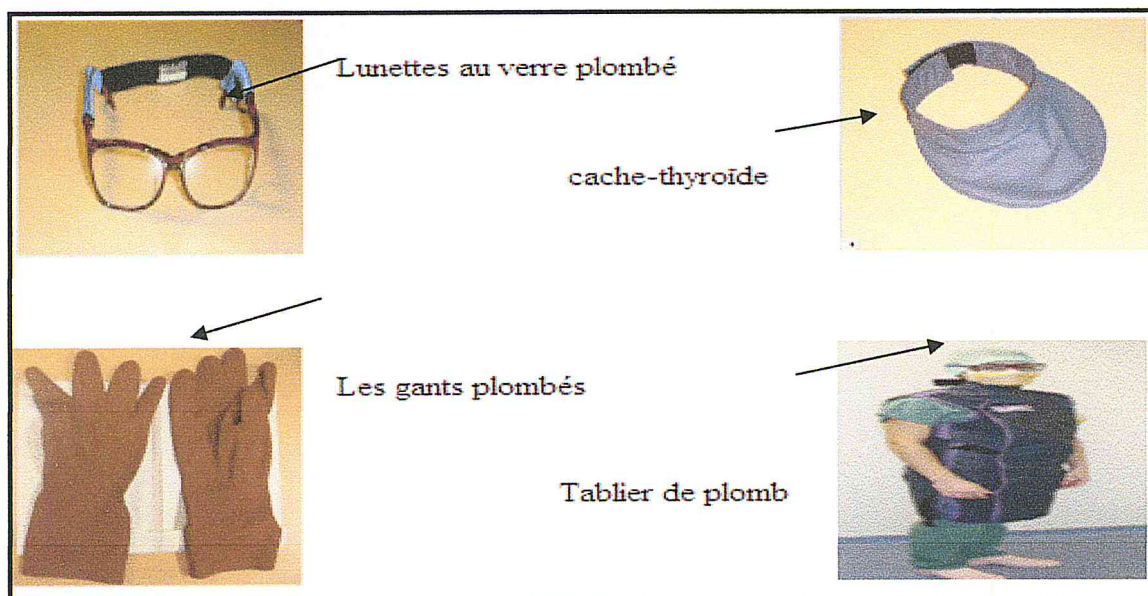 Lunettes au verre plombé
cache-thyroïde
Les gants plombés
Tablier de plomb